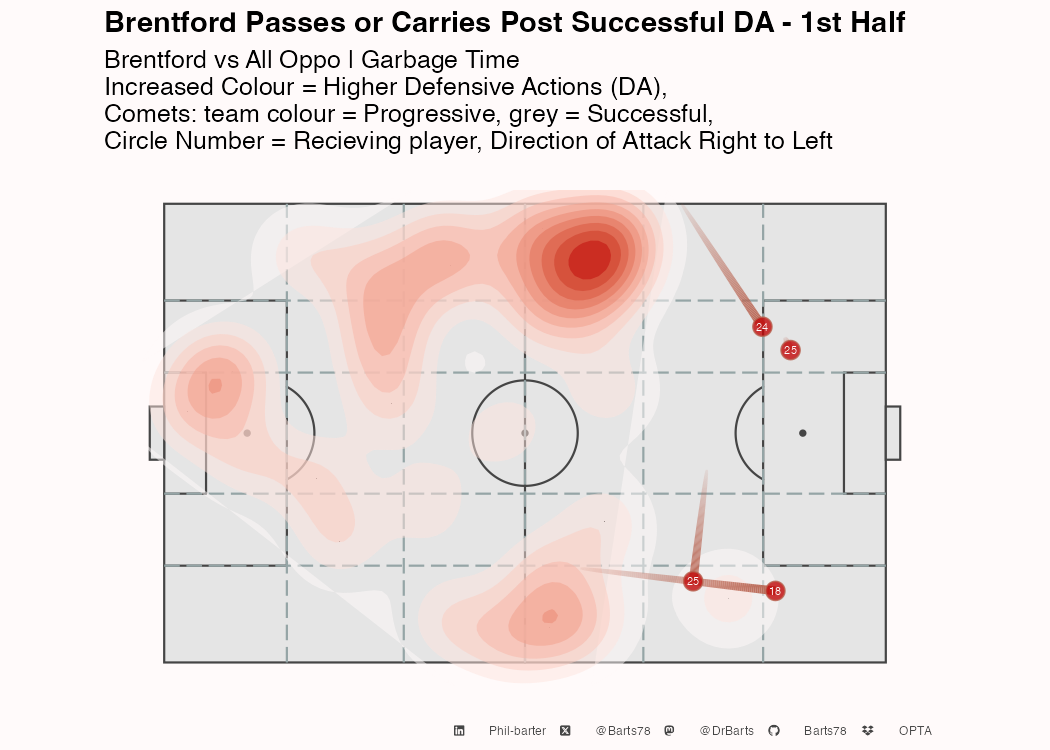 Brentford Passes or Carries Post Successful DA - 1st Half
Brentford vs All Oppo | Garbage Time
Increased Colour = Higher Defensive Actions (DA),
Comets: team colour = Progressive, grey = Successful,
Circle Number = Recieving player, Direction of Attack Right to Left
24
25
25
18
Phil-barter @Barts78 @DrBarts Barts78 OPTA